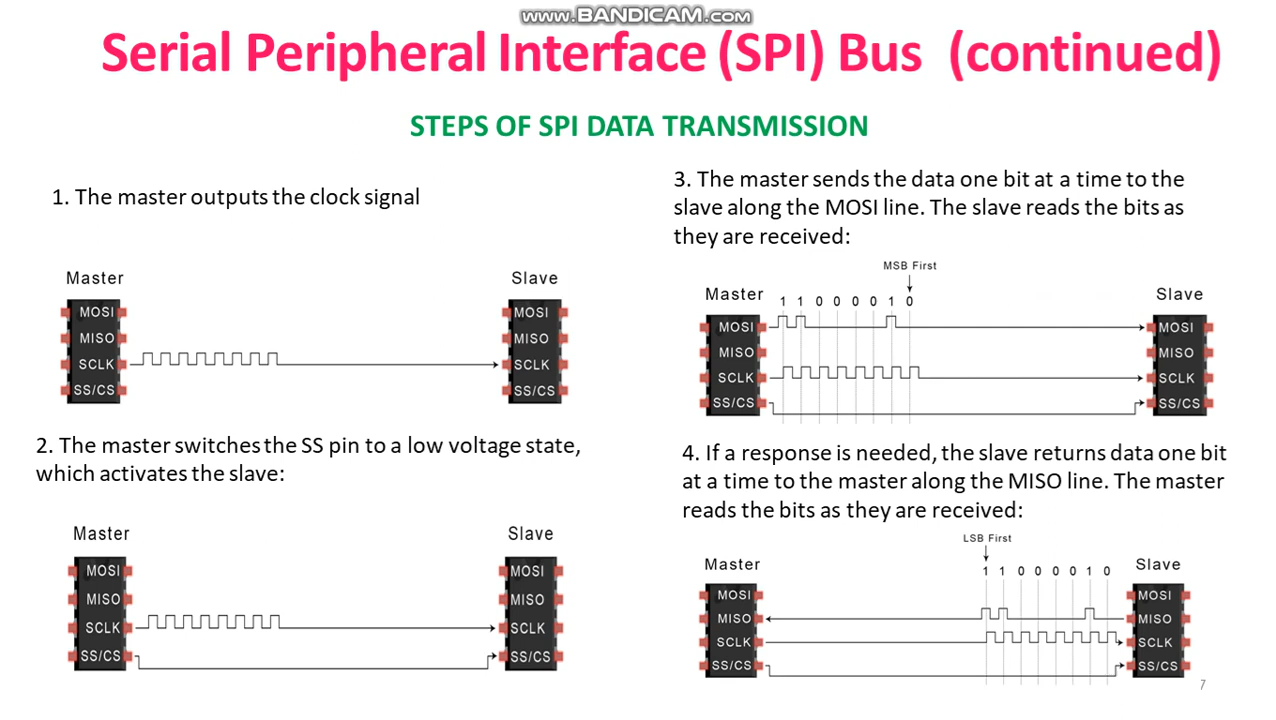 www.BANDICAM.com
Serial Peripheral Interface (SPI) Bus (continued)
STEPS OF SPI DATA TRANSMISSION
1. The master outputs the clock signal
Master Slave
MOSI MOSI
MISO MISO
SCLK SCLK
SS/CS SS/CS
2. The master switches the SS pin to a low voltage state,
which activates the slave:
Master Slave
MOSI MOSI
MISO MISO
SCLK SCLK
SS/CS SS/CS
3. The master sends the data one bit at a time to the
slave along the MOSI line. The slave reads the bits as
they are received:
MSB First
Master 1 1 0 0 0 0 1 0 Slave
MOSI MOSI
MISO MISO
SCLK SCLK
SS/CS SS/CS
4. If a response is needed, the slave returns data one bit
at a time to the master along the MISO line. The master
reads the bits as they are received:
LSB First
Master 1 1 0 0 0 0 1 0 Slave
MOSI MOSI
MISO MISO
SCLK SCLK
SS/CS SS/CS
7